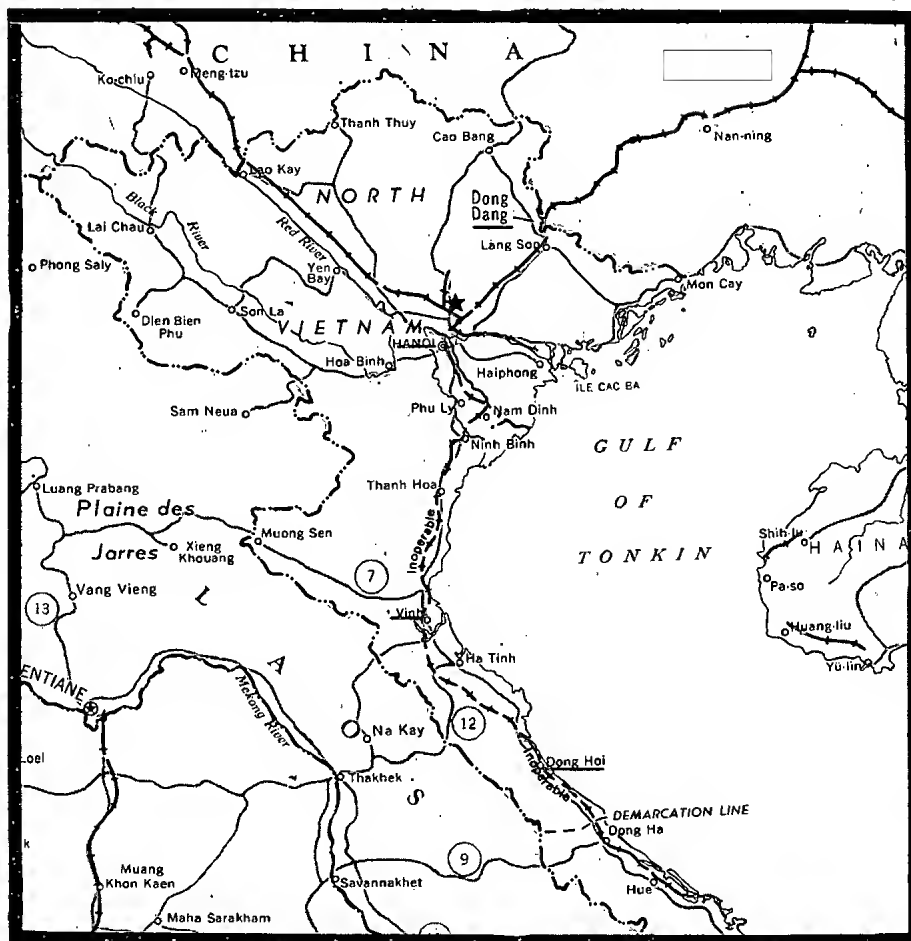 C H I N A
Ko-chiu
Meng-tzu
Thanh Thuy
Cao Bang
Nan-ning
Lao Kay
NORTH
Dong
Dang
Lang Son
Black
River
Lai Chau
Red River
Phong Saly
Yen
Bay
Mon Cay
Dien Bien
Phu
Son La
VIETNAM
HANOI
Hoa Binh
Haiphong
ÎLE CAC BA
Sam Neua
Phu Ly
Nam Dinh
Ninh Binh
GULF
OF
TONKIN
Luang Prabang
Plaine des
Jarres
Thanh Hoa
Inoperable
Muong Sen
Xieng
Khouang
Shih-lu
HAINA
7
Pa-so
Vang Vieng
13
L
Vinh
Huang-liu
Yü-lin
A
Ha Tinh
ENTIANE
Mekong River
12
Na Kay
Loel
Dong Hoi
Inoperable
Thakhek
S
DEMARCATION LINE
Dong Ha
k
9
Muang
Khon Kaen
Savannakhet
Hue
Maha Sarakham